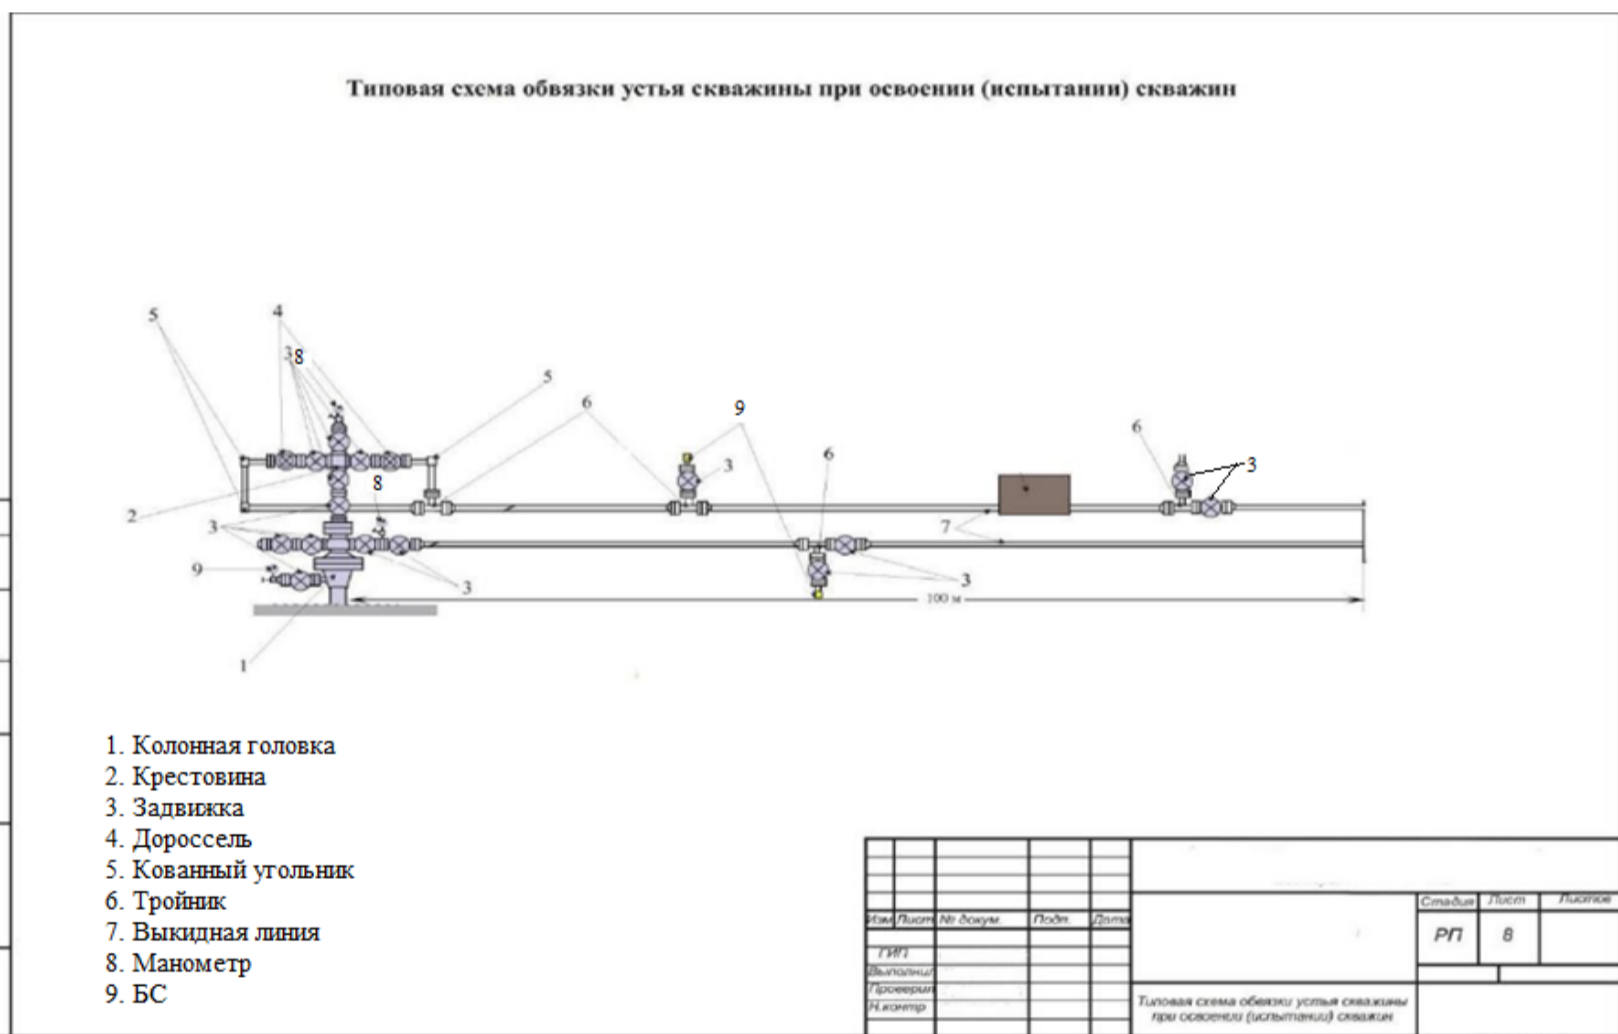 Типовая схема обвязки устья скважины при освоении (испытании) скважин
5
4
3 8
5
6
9
6
6
3
3
8
2
3
7
9
3
3
100 м
1
1. Колонная головка
2. Крестовина
3. Задвижка
4. Дороссель
5. Кованный угольник
6. Тройник
7. Выкидная линия
8. Манометр
9. БС
Стадия Лист Листов
Изм Лист № докум. Подп. Дата
РП 8
ГИП
Выполнил
Проверил
Н.контр
Типовая схема обвязки устья скважины
при освоении (испытании) скважин